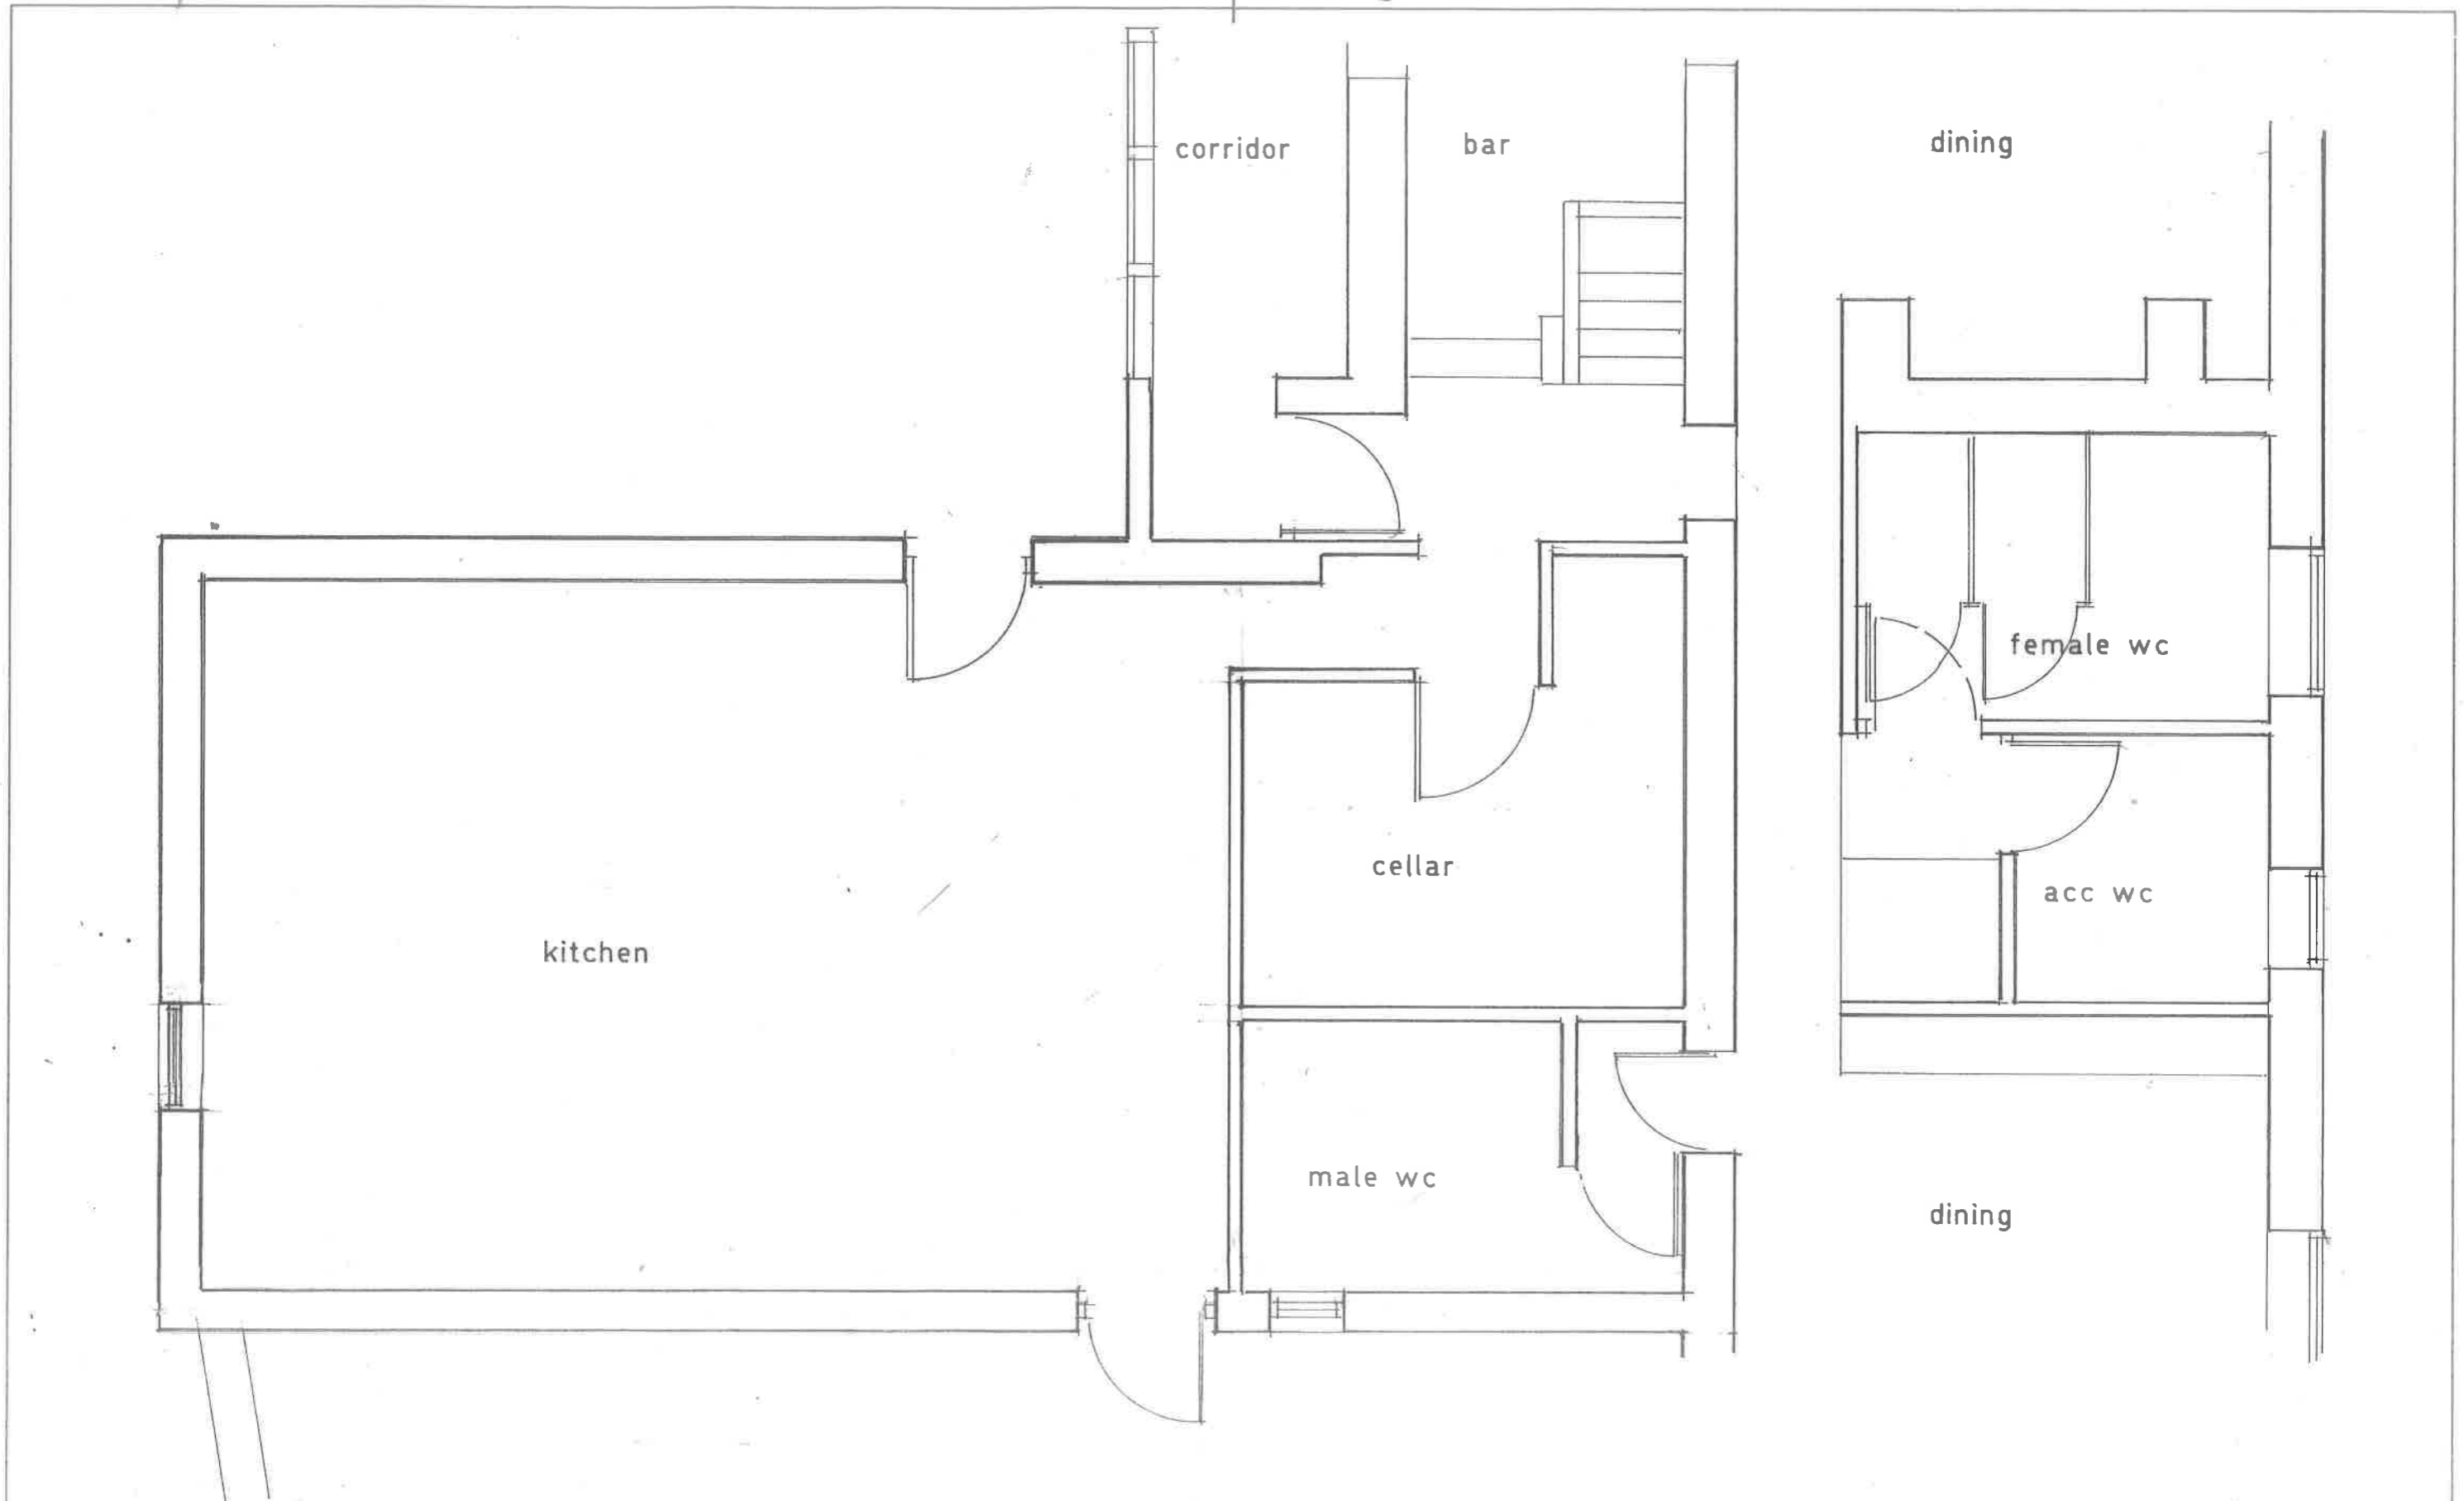 corridor
bar
dining
female wc
cellar
acc wc
kitchen
male wc
dining